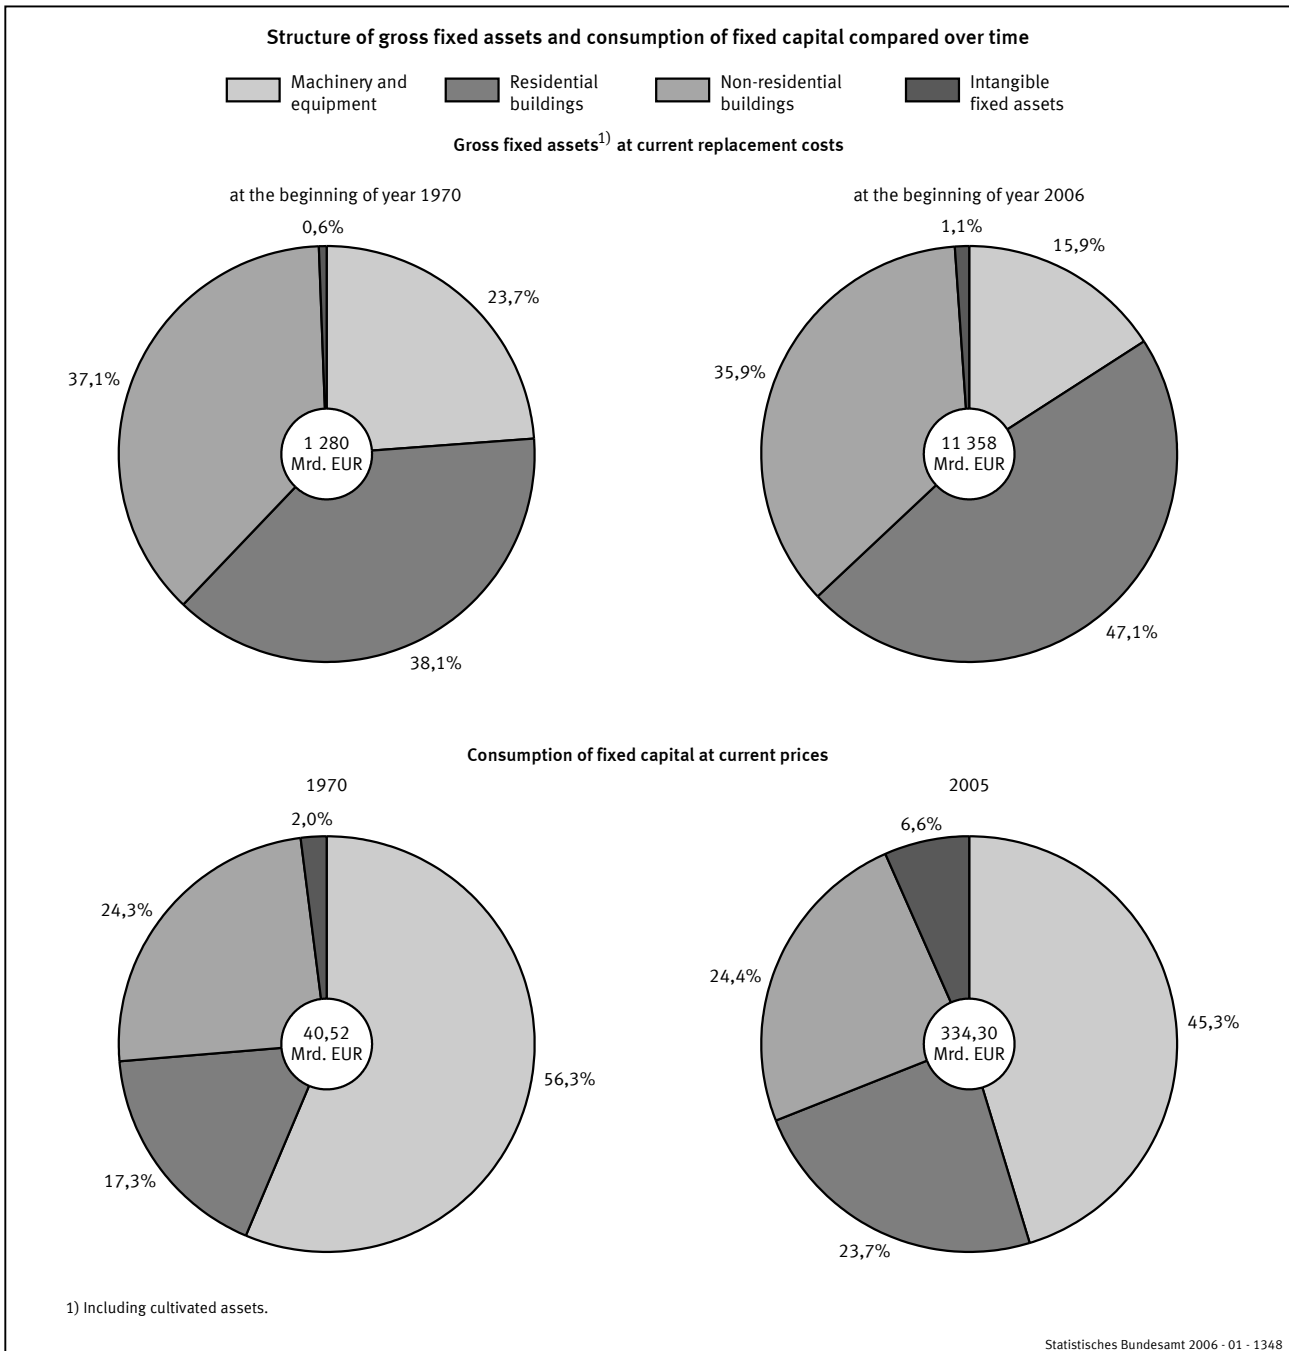 Structure of gross fixed assets and consumption of fixed capital compared over time
Machinery and
equipment
Residential
buildings
Non-residential
buildings
Intangible
fixed assets
Gross fixed assets1) at current replacement costs
at the beginning of year 1970
0,6%
23,7%
37,1%
1 280
Mrd. EUR
38,1%
at the beginning of year 2006
1,1%
15,9%
35,9%
11 358
Mrd. EUR
47,1%
Consumption of fixed capital at current prices
1970
2,0%
24,3%
40,52
Mrd. EUR
56,3%
17,3%
2005
6,6%
24,4%
334,30
Mrd. EUR
45,3%
23,7%
1) Including cultivated assets.
Statistisches Bundesamt 2006 - 01 - 1348